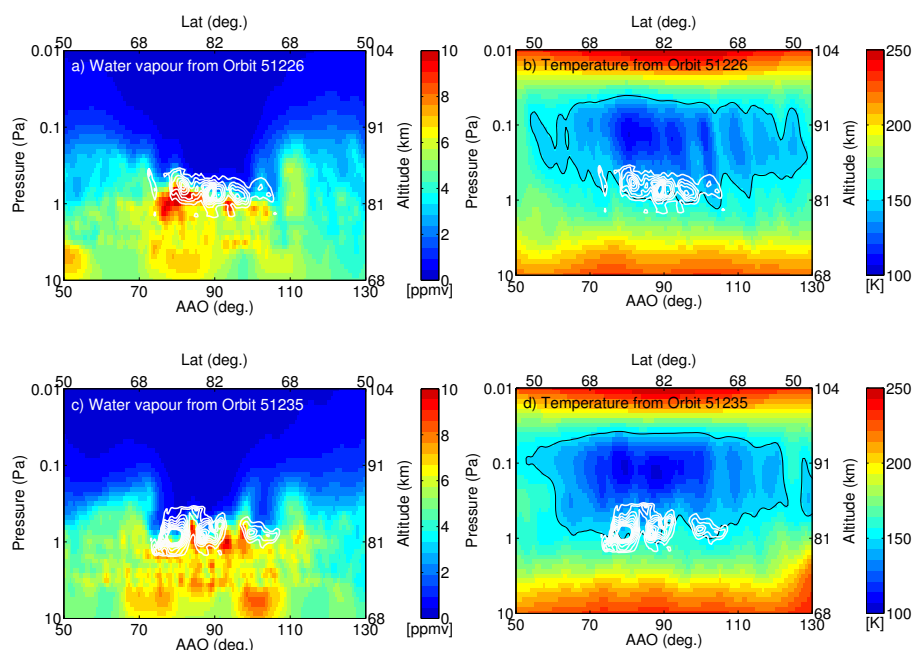 Lat (deg.)
50 68 82 68 50
a) Water vapour from Orbit 51226
0.01
0.1
1
10
Pressure (Pa)
104
91
81
68
Altitude (km)
50 70 90 110 130
AAO (deg.)
10
8
6
4
2
0
[ppmv]
Lat (deg.)
50 68 82 68 50
b) Temperature from Orbit 51226
0.01
0.1
1
10
Pressure (Pa)
104
91
81
68
Altitude (km)
50 70 90 110 130
AAO (deg.)
250
200
150
100
[K]
Lat (deg.)
50 68 82 68 50
c) Water vapour from Orbit 51235
0.01
0.1
1
10
Pressure (Pa)
104
91
81
68
Altitude (km)
50 70 90 110 130
AAO (deg.)
10
8
6
4
2
0
[ppmv]
Lat (deg.)
50 68 82 68 50
d) Temperature from Orbit 51235
0.01
0.1
1
10
Pressure (Pa)
104
91
81
68
Altitude (km)
50 70 90 110 130
AAO (deg.)
250
200
150
100
[K]